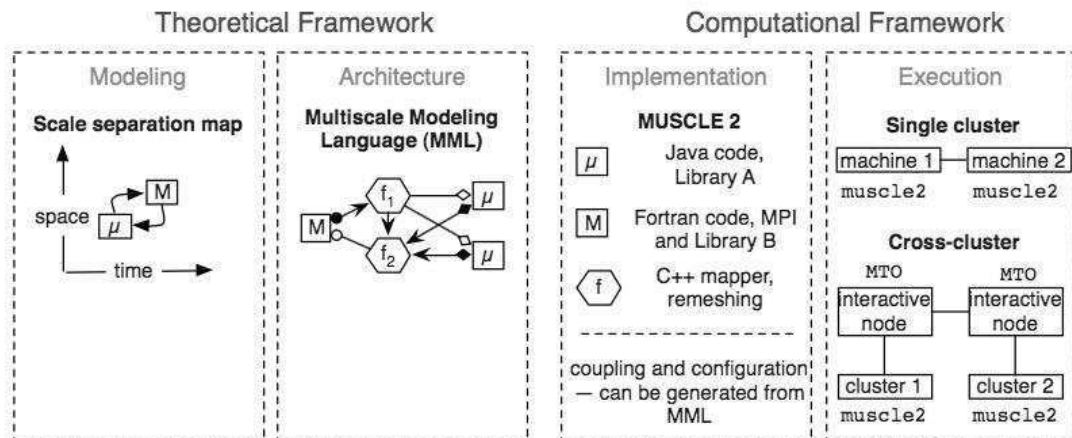 Theoretical Framework
Computational Framework
Modeling
Scale separation map
space
M
μ
time
Architecture
Multiscale Modeling
Language (MML)
f1
μ
M
f2
μ
Implementation
MUSCLE 2
μ
Java code,
Library A
M
Fortran code, MPI
and Library B
f
C++ mapper,
remeshing
coupling and configuration
— can be generated from
MML
Execution
Single cluster
machine 1
machine 2
muscle2
muscle2
Cross-cluster
MTO
MTO
interactive
node
interactive
node
cluster 1
cluster 2
muscle2
muscle2